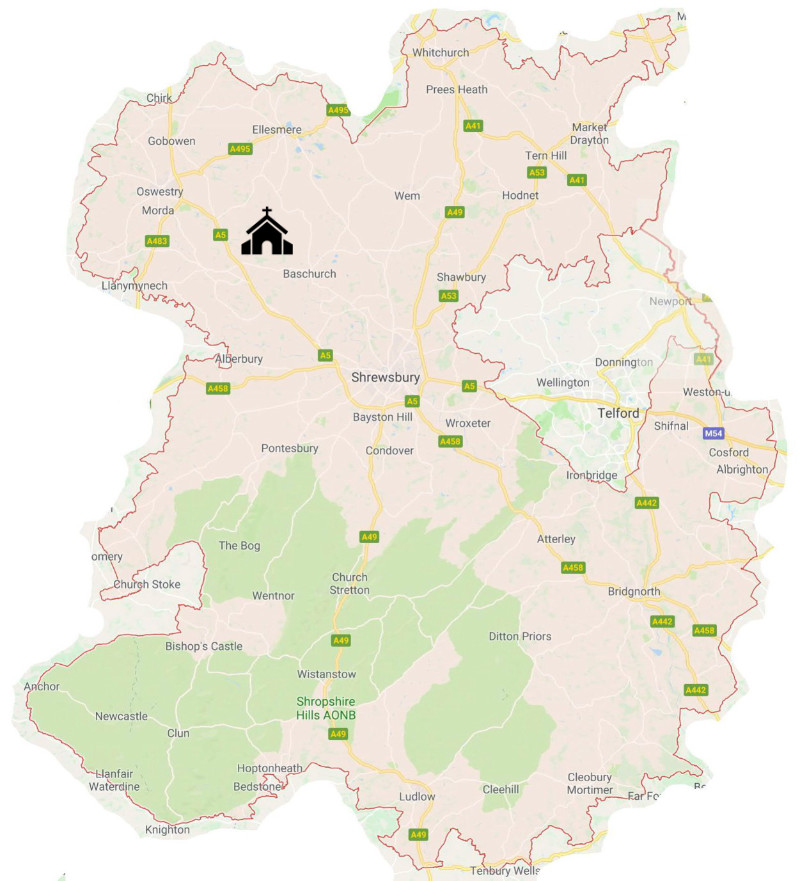 M
Whitchurch
Prees Heath
Chirk
A495
Ellesmere
A41
Market
Drayton
Gobowen
A495
Tern Hill
A53
A41
Oswestry
Wem
Hodnet
Morda
A49
A5
A483
Baschurch
Shawbury
Llanymynech
A53
Newport
A5
Alberbury
A41
Donnington
Shrewsbury
Wellington
A458
A5
Weston-u
A5
Telford
Bayston Hill
Wroxeter
Shifnal
M54
A458
Pontesbury
Condover
Cosford
Albrighton
Ironbridge
A442
The Bog
A49
Atterley
omery
A458
Church Stoke
Church
Stretton
Wentnor
Bridgnorth
A442
A458
Bishop's Castle
A49
Ditton Priors
Wistanstow
Anchor
A442
Shropshire
Hills AONB
Newcastle
Clun
A49
Hoptonheath
Llanfair
Waterdine
Bedstone
Cleobury
Mortimer
Ludlow
Cleehill
Far Fo
Knighton
A49
Tenbury Wells